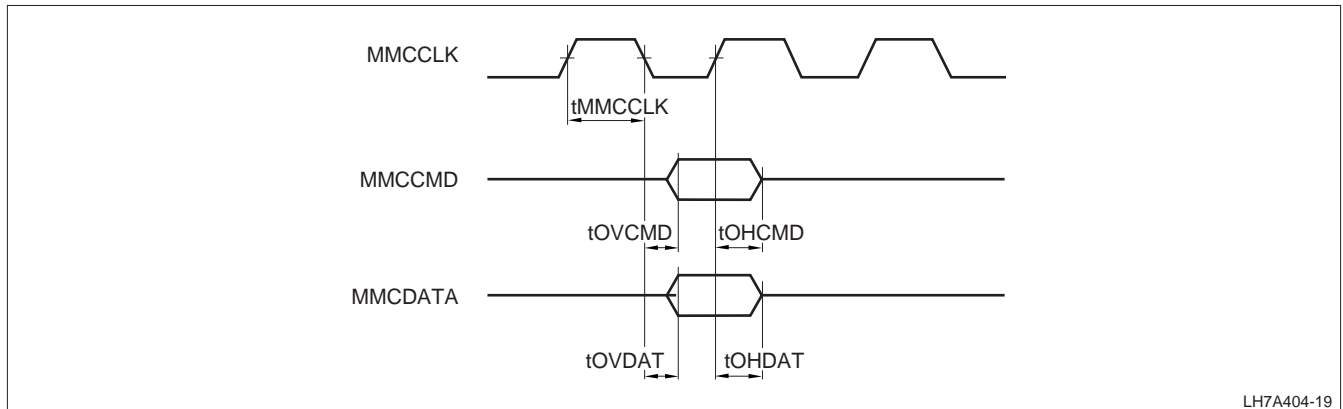 MMCCLK
tMMCCLK
MMCCMD
tOVCMD tOHCMD
MMCDATA
tOVDAT tOHDAT
LH7A404-19